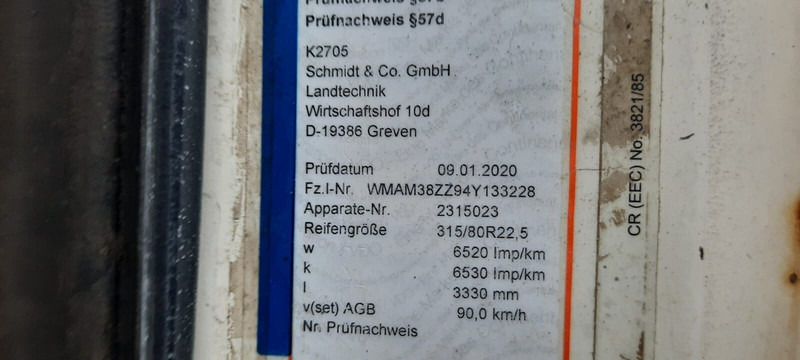 Prüfnachweis §57b
Prüfnachweis §57d
K2705
Schmidt & Co. GmbH
Landtechnik
Wirtschaftshof 10d
D-19386 Greven
Prüfdatum 09.01.2020
Fz.I-Nr. WMAM38ZZ94Y133228
Apparate-Nr. 2315023
Reifengröße 315/80R22,5
w 6520 Imp/km
k 6530 Imp/km
l 3330 mm
v(set) AGB 90,0 km/h
Nr. Prüfnachweis
CR (EEC) No. 3821/85